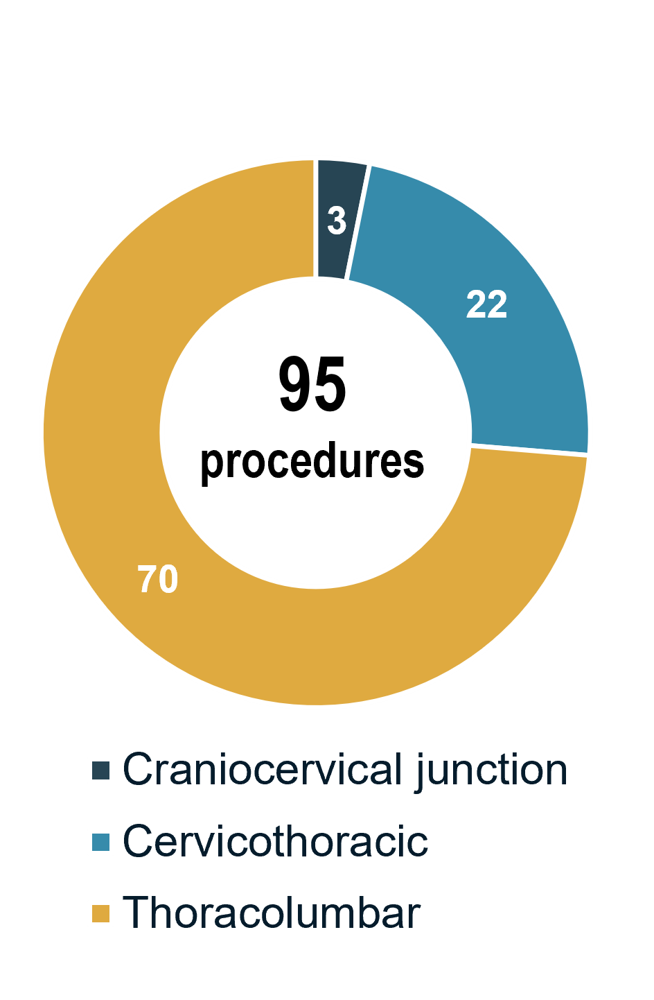 3
22
95
procedures
70
Craniocervical junction
Cervicothoracic
Thoracolumbar